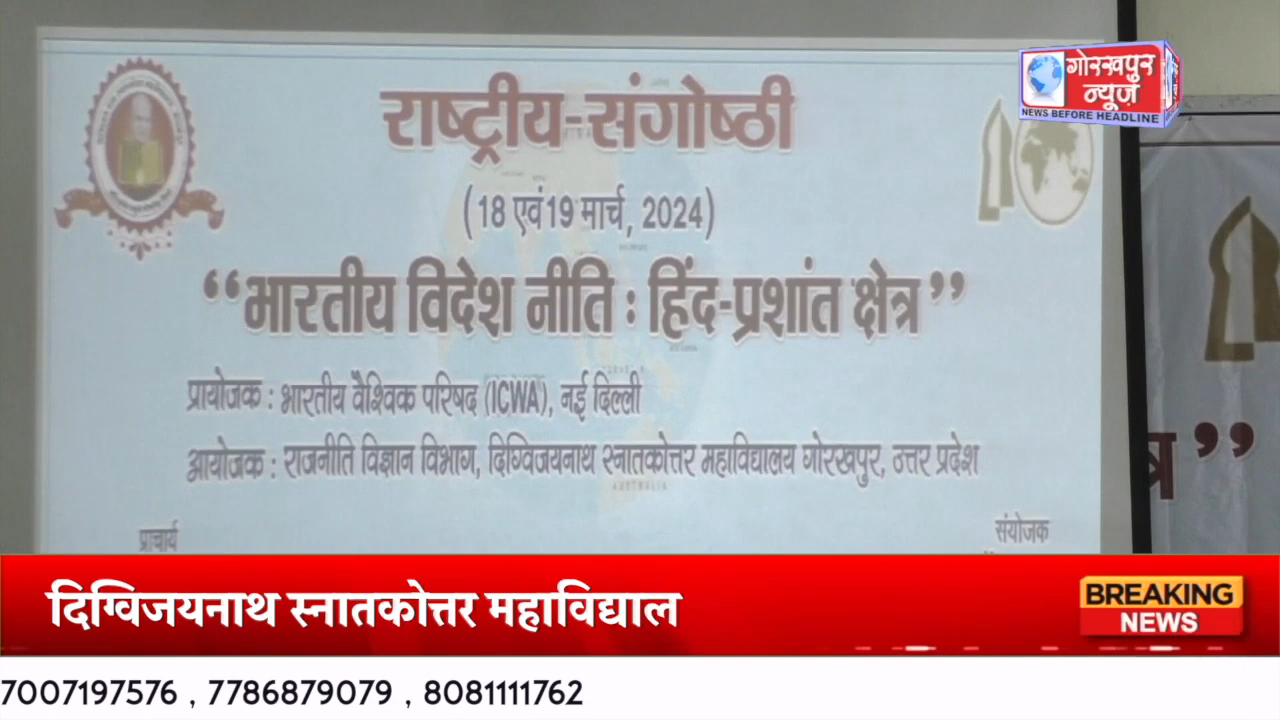 गोरखपुर
न्यूज़
NEWS BEFORE HEADLINE
राष्ट्रीय-संगोष्ठी
(18 एवं 19 मार्च, 2024)
“भारतीय विदेश नीति : हिंद-प्रशांत क्षेत्र”
प्रायोजक : भारतीय वैश्विक परिषद (ICWA), नई दिल्ली
आयोजक : राजनीति विज्ञान विभाग, दिग्विजयनाथ स्नातकोत्तर महाविद्यालय गोरखपुर, उत्तर प्रदेश
AUSTRALIA
प्राचार्य
संयोजक
त्र”
दिग्विजयनाथ स्नातकोत्तर महाविद्याल
BREAKING
NEWS
7007197576 , 7786879079 , 8081111762